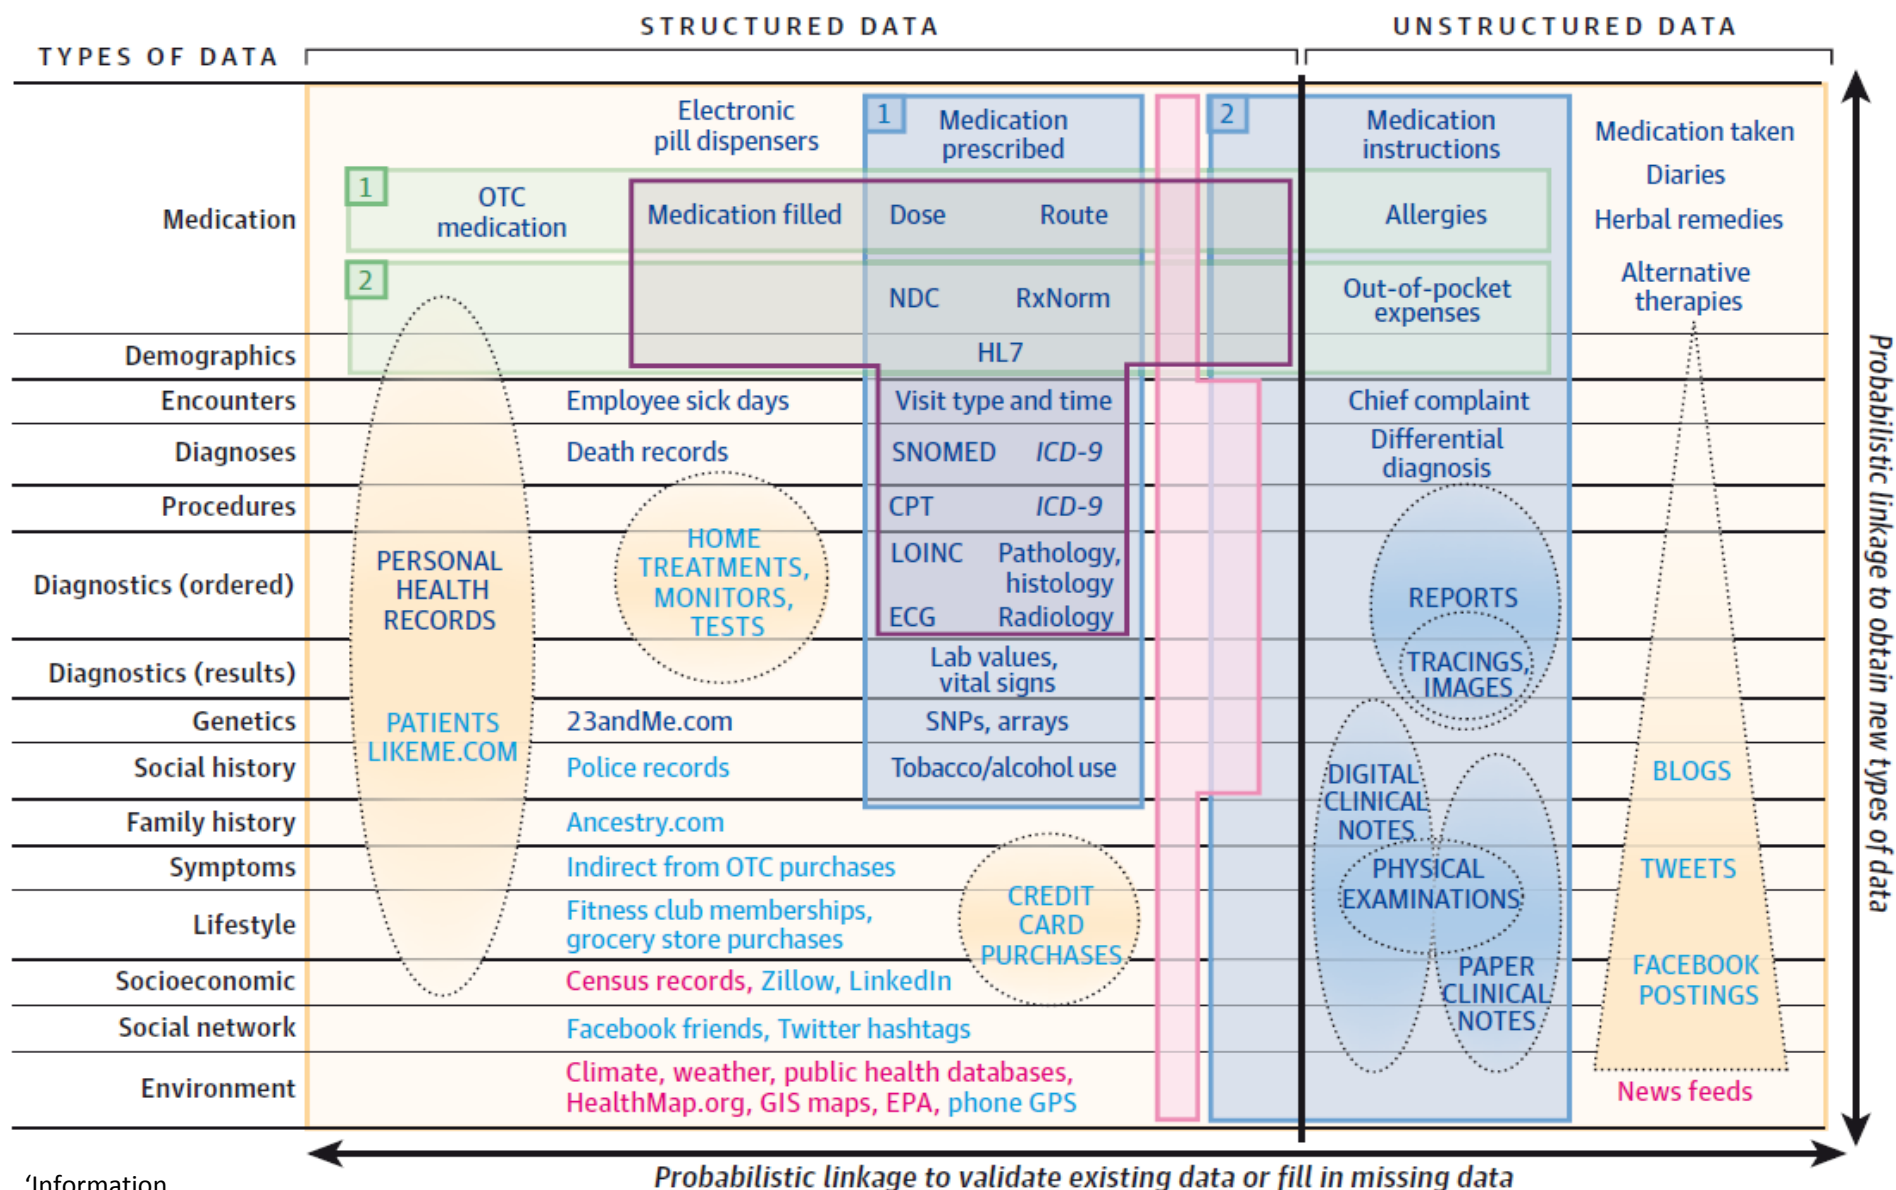 STRUCTURED DATA
UNSTRUCTURED DATA
TYPES OF DATA
Electronic
pill dispensers
1
Medication
prescribed
2
Medication
instructions
Medication taken
Diaries
Herbal remedies
Alternative
therapies
Medication
1
OTC
medication
Medication filled
Dose
Route
Allergies
2
NDC
RxNorm
Out-of-pocket
expenses
Demographics
HL7
Encounters
Employee sick days
Visit type and time
Chief complaint
Diagnoses
Death records
SNOMED
ICD-9
Differential
diagnosis
Procedures
CPT
ICD-9
Diagnostics (ordered)
PERSONAL
HEALTH
RECORDS
HOME
TREATMENTS,
MONITORS,
TESTS
LOINC
Pathology,
histology
ECG
Radiology
REPORTS
Diagnostics (results)
Lab values,
vital signs
TRACINGS,
IMAGES
Genetics
PATIENTS
LIKEME.COM
23andMe.com
SNPs, arrays
Social history
Police records
Tobacco/alcohol use
DIGITAL
CLINICAL
NOTES
BLOGS
Family history
Ancestry.com
Symptoms
Indirect from OTC purchases
PHYSICAL
EXAMINATIONS
TWEETS
Lifestyle
Fitness club memberships,
grocery store purchases
CREDIT
CARD
PURCHASES
Socioeconomic
Census records, Zillow, LinkedIn
PAPER
CLINICAL
NOTES
FACEBOOK
POSTINGS
Social network
Facebook friends, Twitter hashtags
Environment
Climate, weather, public health databases,
HealthMap.org, GIS maps, EPA, phone GPS
News feeds
Probabilistic linkage to obtain new types of data
Probabilistic linkage to validate existing data or fill in missing data
‘Information